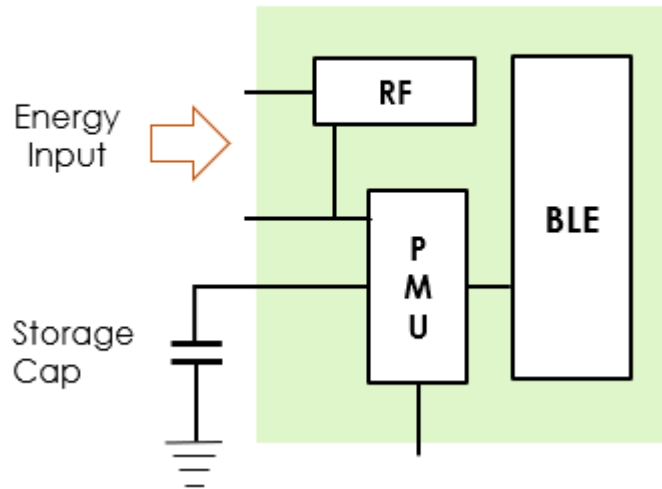 RF
Energy
Input
P
M
U
BLE
Storage
Cap